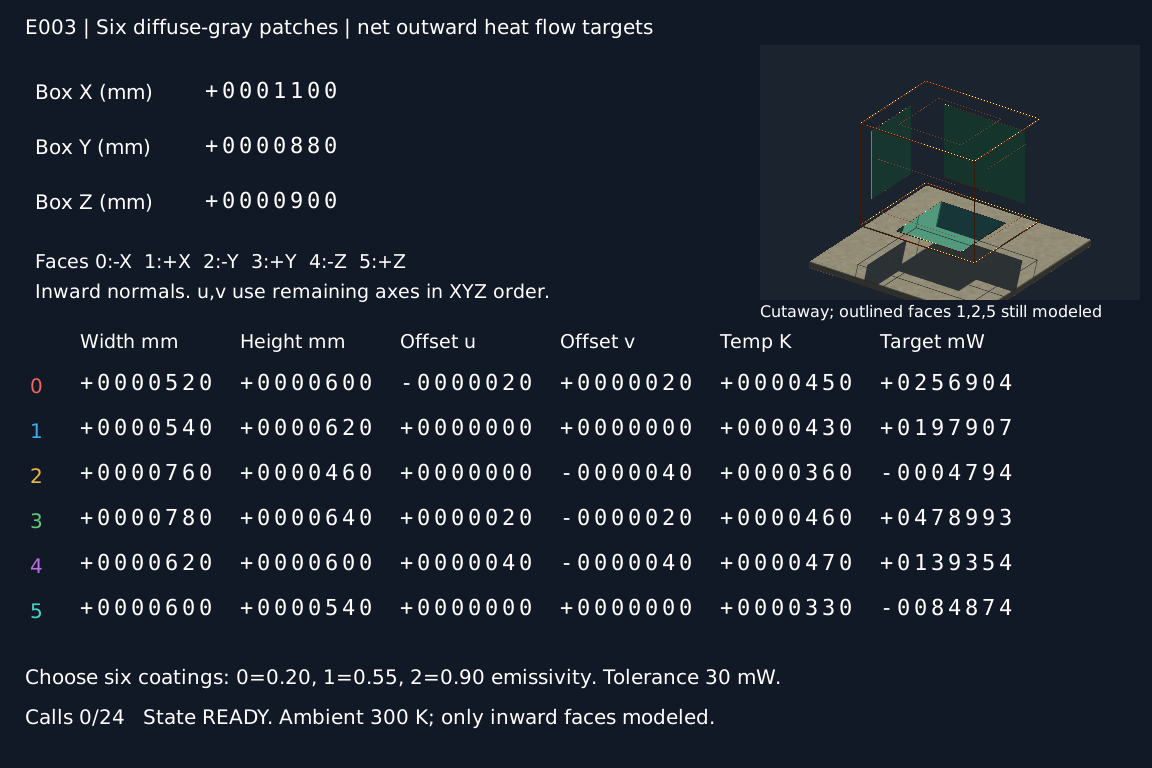 E003 | Six diffuse-gray patches | net outward heat flow targets
Box X (mm) +0001100
Box Y (mm) +0000880
Box Z (mm) +0000900
Faces 0:-X 1:+X 2:-Y 3:+Y 4:-Z 5:+Z
Inward normals. u,v use remaining axes in XYZ order.
Cutaway; outlined faces 1,2,5 still modeled
Width mm Height mm Offset u Offset v Temp K Target mW
0 +0000520 +0000600 -0000020 +0000020 +0000450 +0256904
1 +0000540 +0000620 +0000000 +0000000 +0000430 +0197907
2 +0000760 +0000460 +0000000 -0000040 +0000360 -0004794
3 +0000780 +0000640 +0000020 -0000020 +0000460 +0478993
4 +0000620 +0000600 +0000040 -0000040 +0000470 +0139354
5 +0000600 +0000540 +0000000 +0000000 +0000330 -0084874
Choose six coatings: 0=0.20, 1=0.55, 2=0.90 emissivity. Tolerance 30 mW.
Calls 0/24 State READY. Ambient 300 K; only inward faces modeled.